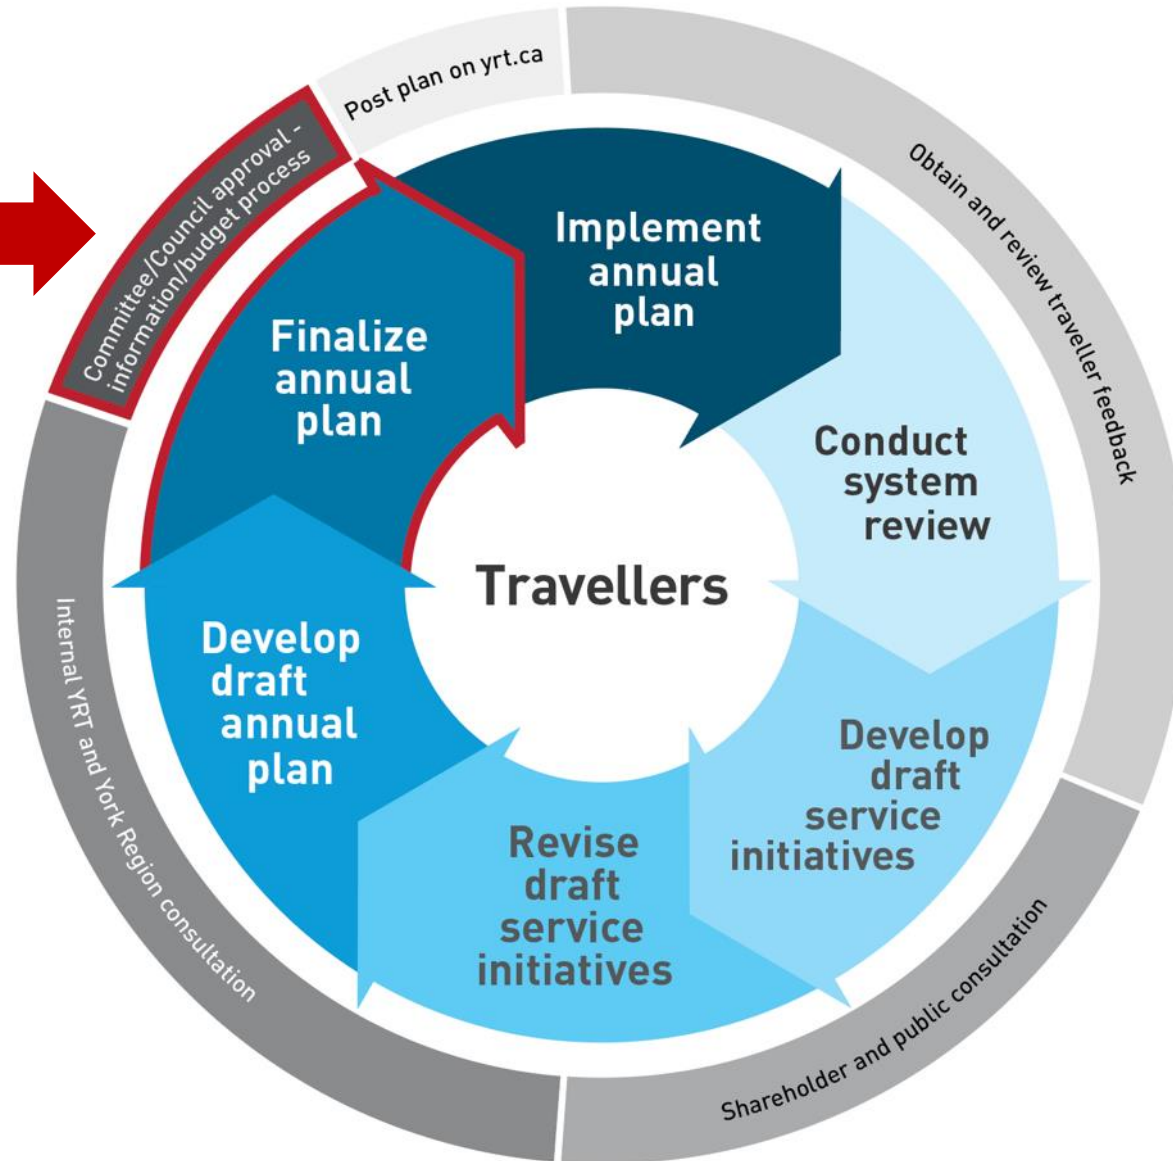 Post plan on yrt.ca
Obtain and review traveller feedback
Committee/Council approval -
information/budget process
Implement
annual
plan
Finalize
annual
plan
Conduct
system
review
Travellers
Develop
draft
annual
plan
Develop
draft
service
initiatives
Revise
draft
service
initiatives
Internal YRT and York Region consultation
Shareholder and public consultation